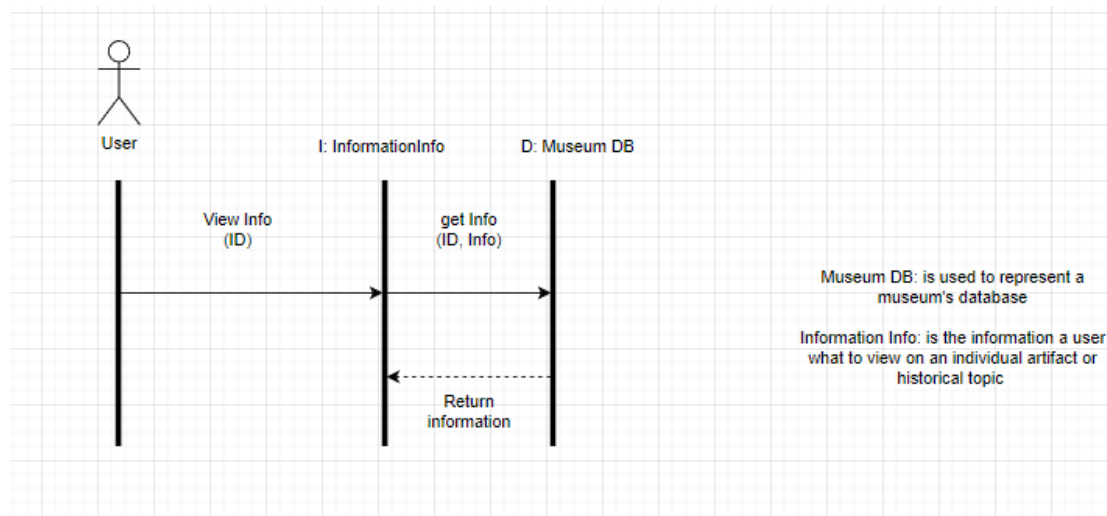 User
I: InformationInfo
D: Museum DB
View Info
(ID)
get Info
(ID, Info)
Return
information
Museum DB: is used to represent a
museum's database
Information Info: is the information a user
what to view on an individual artifact or
historical topic